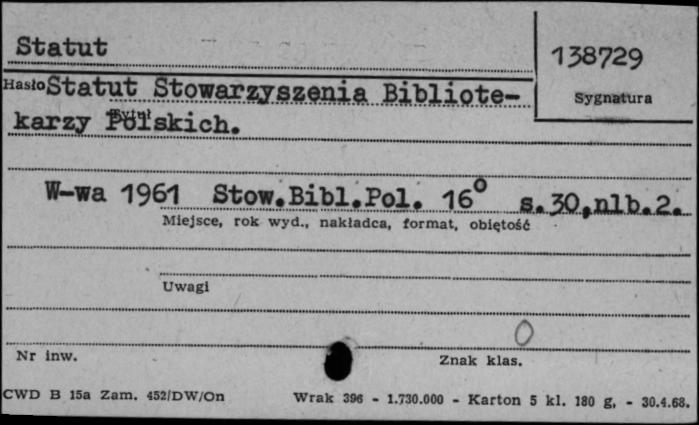 Statut
138729
Hasło Statut Stowarzyszenia Bibliote-
Sygnatura
karzy Polskich.
Tytuł
W-wa 1961 Stow.Bibl.Pol. 16° s.30,nlb.2.
Miejsce, rok wyd., nakładca, format, objętość
Uwagi
0
Nr inw.
Znak klas.
CWD B 15a Zam. 452/DW/On Wrak 396 - 1.730.000 - Karton 5 kl. 180 g. - 30.4.68.